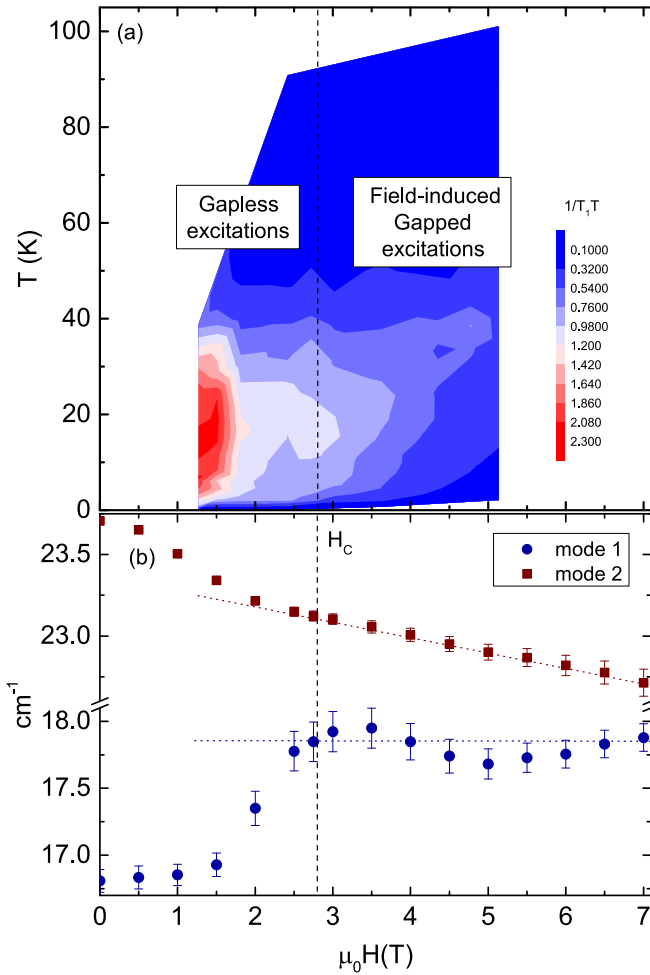 (a)
100
80
60
40
20
0
T (K)
Gapless
excitations
Field-induced
Gapped
excitations
1/T₁T
0.1000
0.3200
0.5400
0.7600
0.9800
1.200
1.420
1.640
1.860
2.080
2.300
(b)
H_C
mode 1
mode 2
23.5
23.0
18.0
17.5
17.0
cm⁻¹
0 1 2 3 4 5 6 7
μ₀H(T)